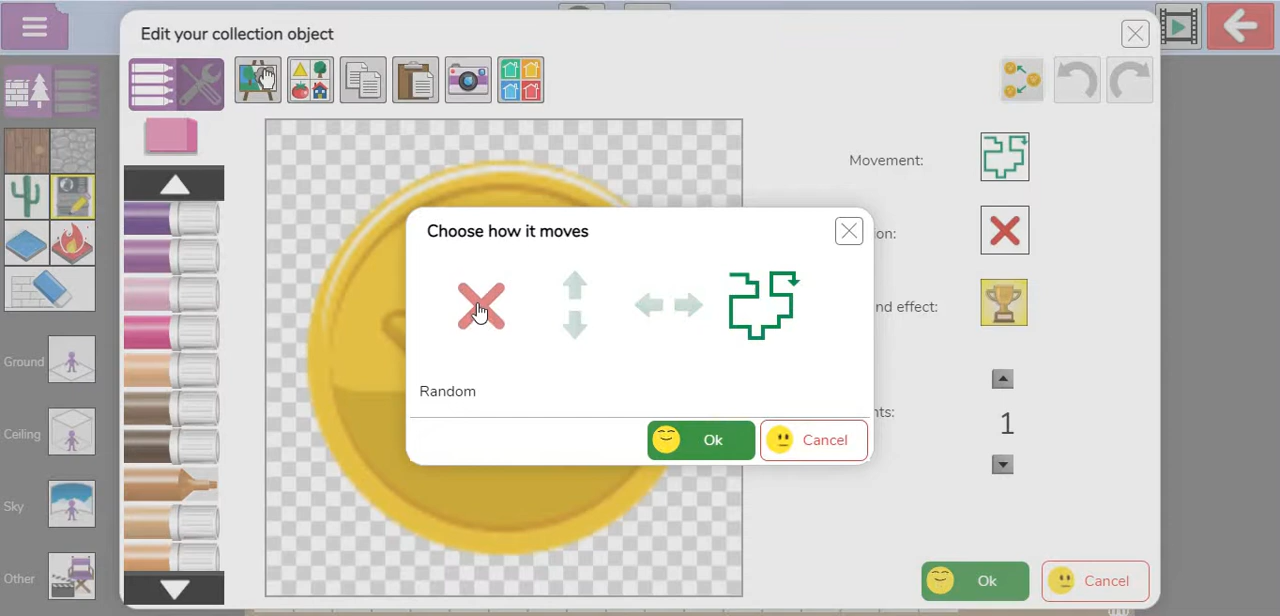 Edit your collection object
Movement:
Choose how it moves
on:
nd effect:
Ground
Random
nts:
1
Ceiling
Ok
Cancel
Sky
Other
Ok
Cancel